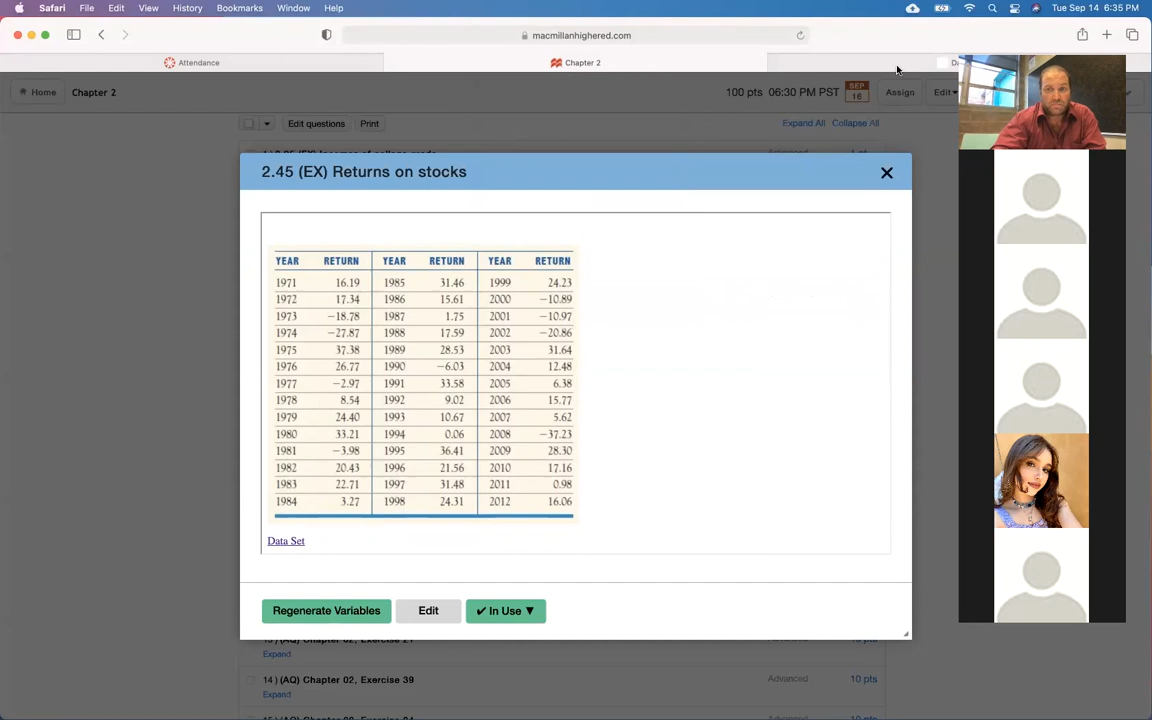 Safari File Edit View History Bookmarks Window Help Tue Sep 14 6:35 PM
macmillanhighered.com
Attendance Chapter 2
Home Chapter 2 100 pts 06:30 PM PST SEP 16 Assign Edit
Edit questions Print Expand All Collapse All
2.45 (EX) Returns on stocks
YEAR RETURN YEAR RETURN YEAR RETURN
1971 16.19 1985 31.46 1999 24.23
1972 17.34 1986 15.61 2000 −10.89
1973 −18.78 1987 1.75 2001 −10.97
1974 −27.87 1988 17.59 2002 −20.86
1975 37.38 1989 28.53 2003 31.64
1976 26.77 1990 −6.03 2004 12.48
1977 −2.97 1991 33.58 2005 6.38
1978 8.54 1992 9.02 2006 15.77
1979 24.40 1993 10.67 2007 5.62
1980 33.21 1994 0.06 2008 −37.23
1981 −3.98 1995 36.41 2009 28.30
1982 20.43 1996 21.56 2010 17.16
1983 22.71 1997 31.48 2011 0.98
1984 3.27 1998 24.31 2012 16.06
Data Set
Regenerate Variables Edit ✔ In Use ▼
Expand
14 ) (AQ) Chapter 02, Exercise 39 Advanced 10 pts
Expand